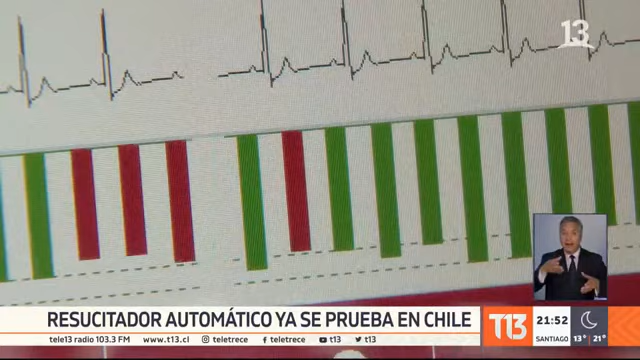 13
RESUCITADOR AUTOMÁTICO YA SE PRUEBA EN CHILE
T13
21:52
SANTIAGO
13° 21°
tele13 radio 103.3 FM
www.t13.cl
teletrece
teletrece
t13
t13